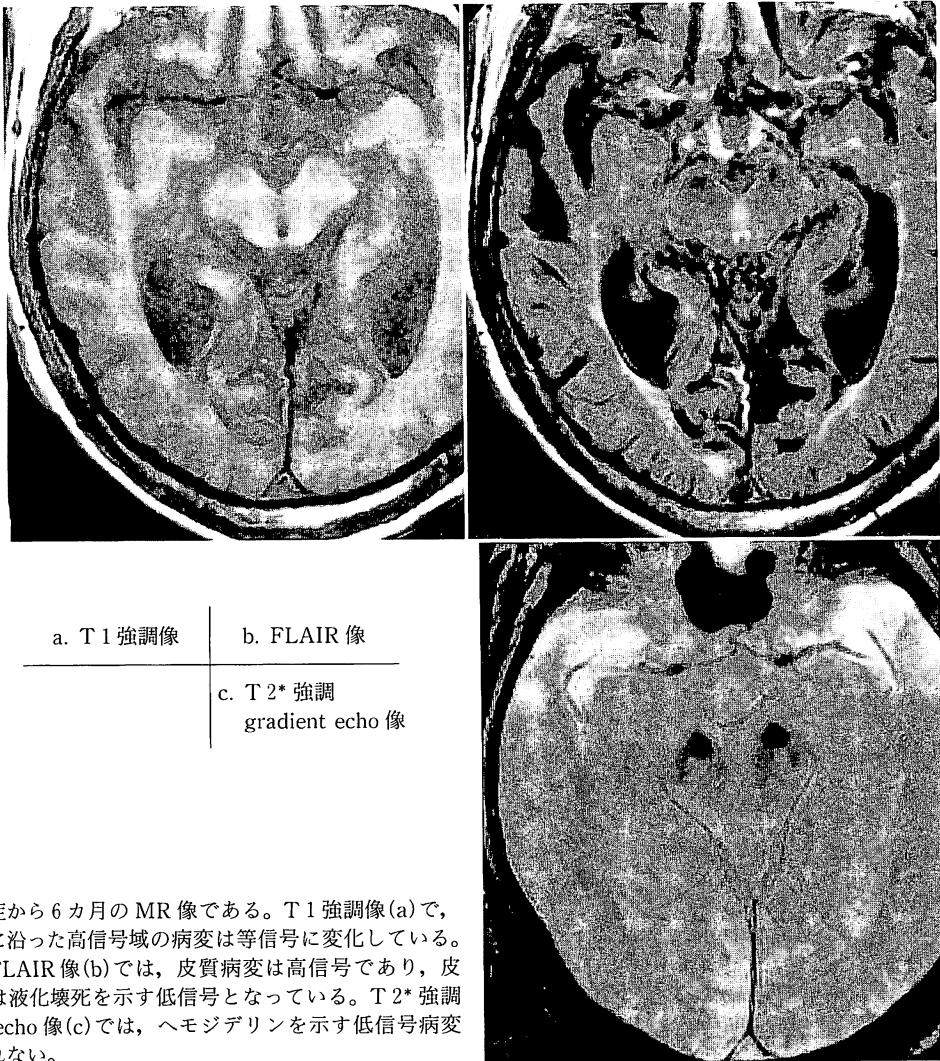 a. T 1 強調像
b. FLAIR 像
c. T 2* 強調
gradient echo 像
から 6 カ月の MR 像である。T 1 強調像(a)で,
沿った高信号域の病変は等信号に変化している。
FLAIR 像(b)では,皮質病変は高信号であり,皮
は液化壊死を示す低信号となっている。T 2* 強調
echo 像(c)では,ヘモジデリンを示す低信号病変
れない。